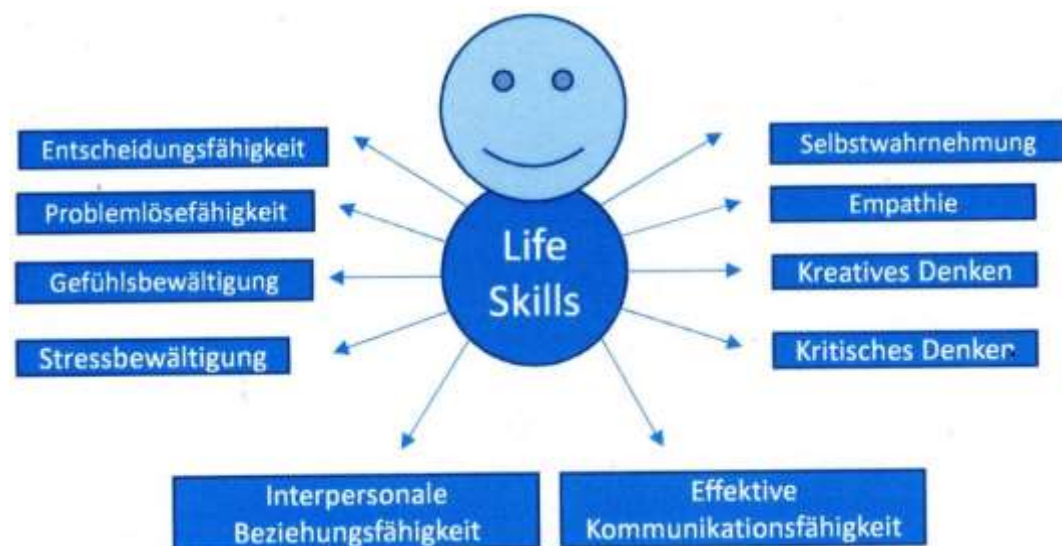 Entscheidungsfähigkeit
Problemlösefähigkeit
Gefühlsbewältigung
Stressbewältigung
Life
Skills
Selbstwahrnehmung
Empathie
Kreatives Denken
Kritisches Denken
Interpersonale
Beziehungsfähigkeit
Effektive
Kommunikationsfähigkeit